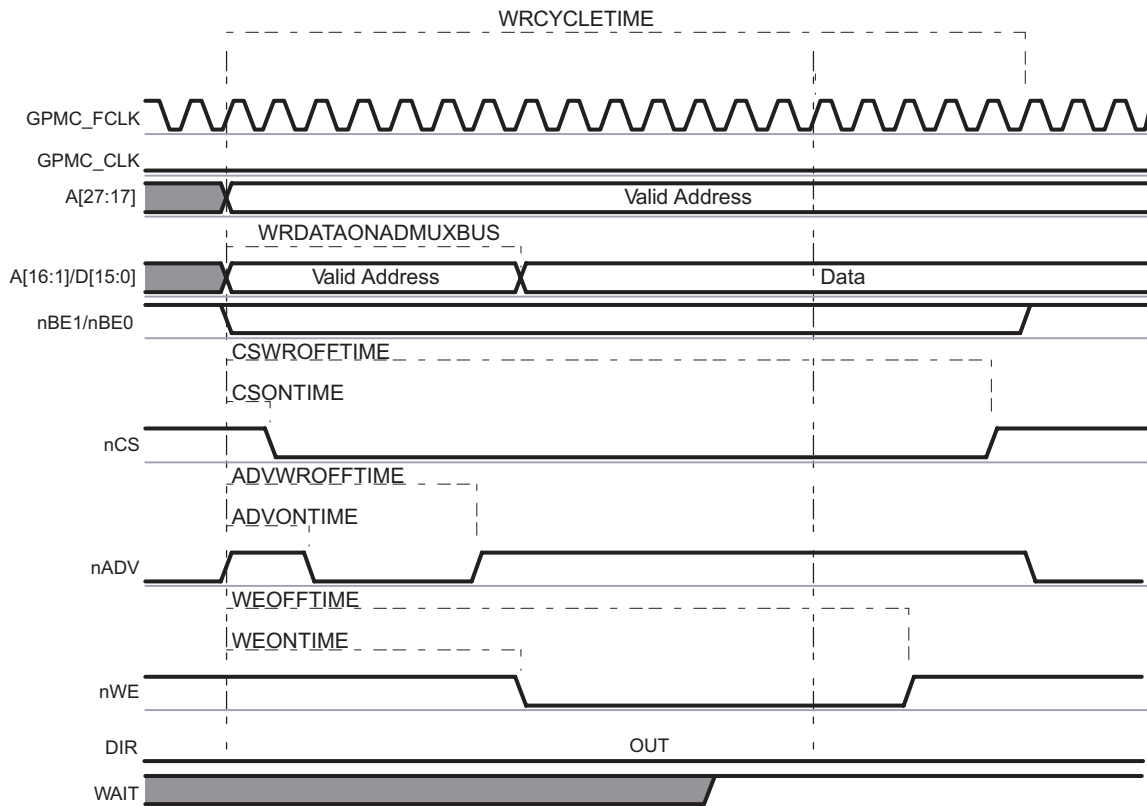 WRCYCLETIME
GPMC_FCLK
GPMC_CLK
A[27:17]
Valid Address
WRDATAONADMUXBUS
A[16:1]/D[15:0]
Valid Address
Data
nBE1/nBE0
CSWROFFTIME
CSONTIME
nCS
ADVWROFFTIME
ADVONTIME
nADV
WEOFFTIME
WEONTIME
nWE
DIR
OUT
WAIT